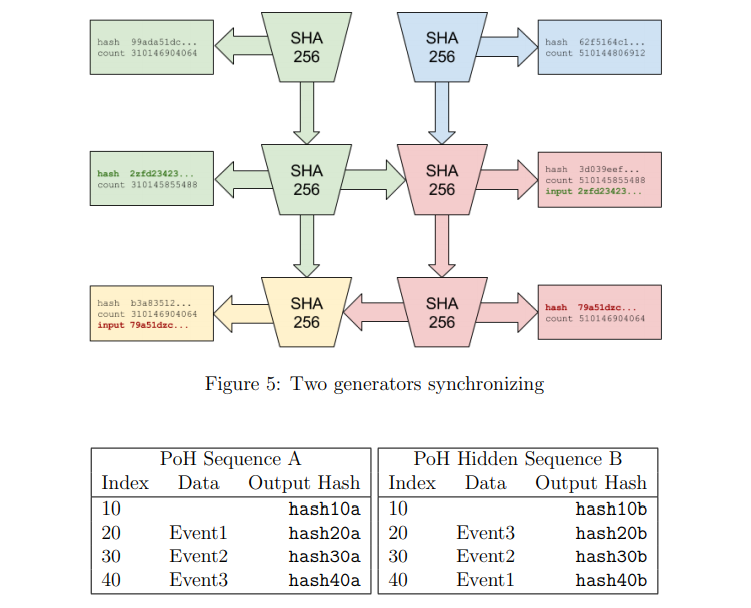 hash 99ada51dc...
count 310146904064
SHA
256
SHA
256
hash 62f5164c1...
count 510144806912
hash 2zfd23423...
count 310145855488
SHA
256
SHA
256
hash 3d039eef...
count 510145855488
input 2zfd23423...
hash b3a83512...
count 310146904064
input 79a51dzc...
SHA
256
SHA
256
hash 79a51dzc...
count 510146904064
Figure 5: Two generators synchronizing
PoH Sequence A
Index Data Output Hash
10 hash10a
20 Event1 hash20a
30 Event2 hash30a
40 Event3 hash40a
PoH Hidden Sequence B
Index Data Output Hash
10 hash10b
20 Event3 hash20b
30 Event2 hash30b
40 Event1 hash40b